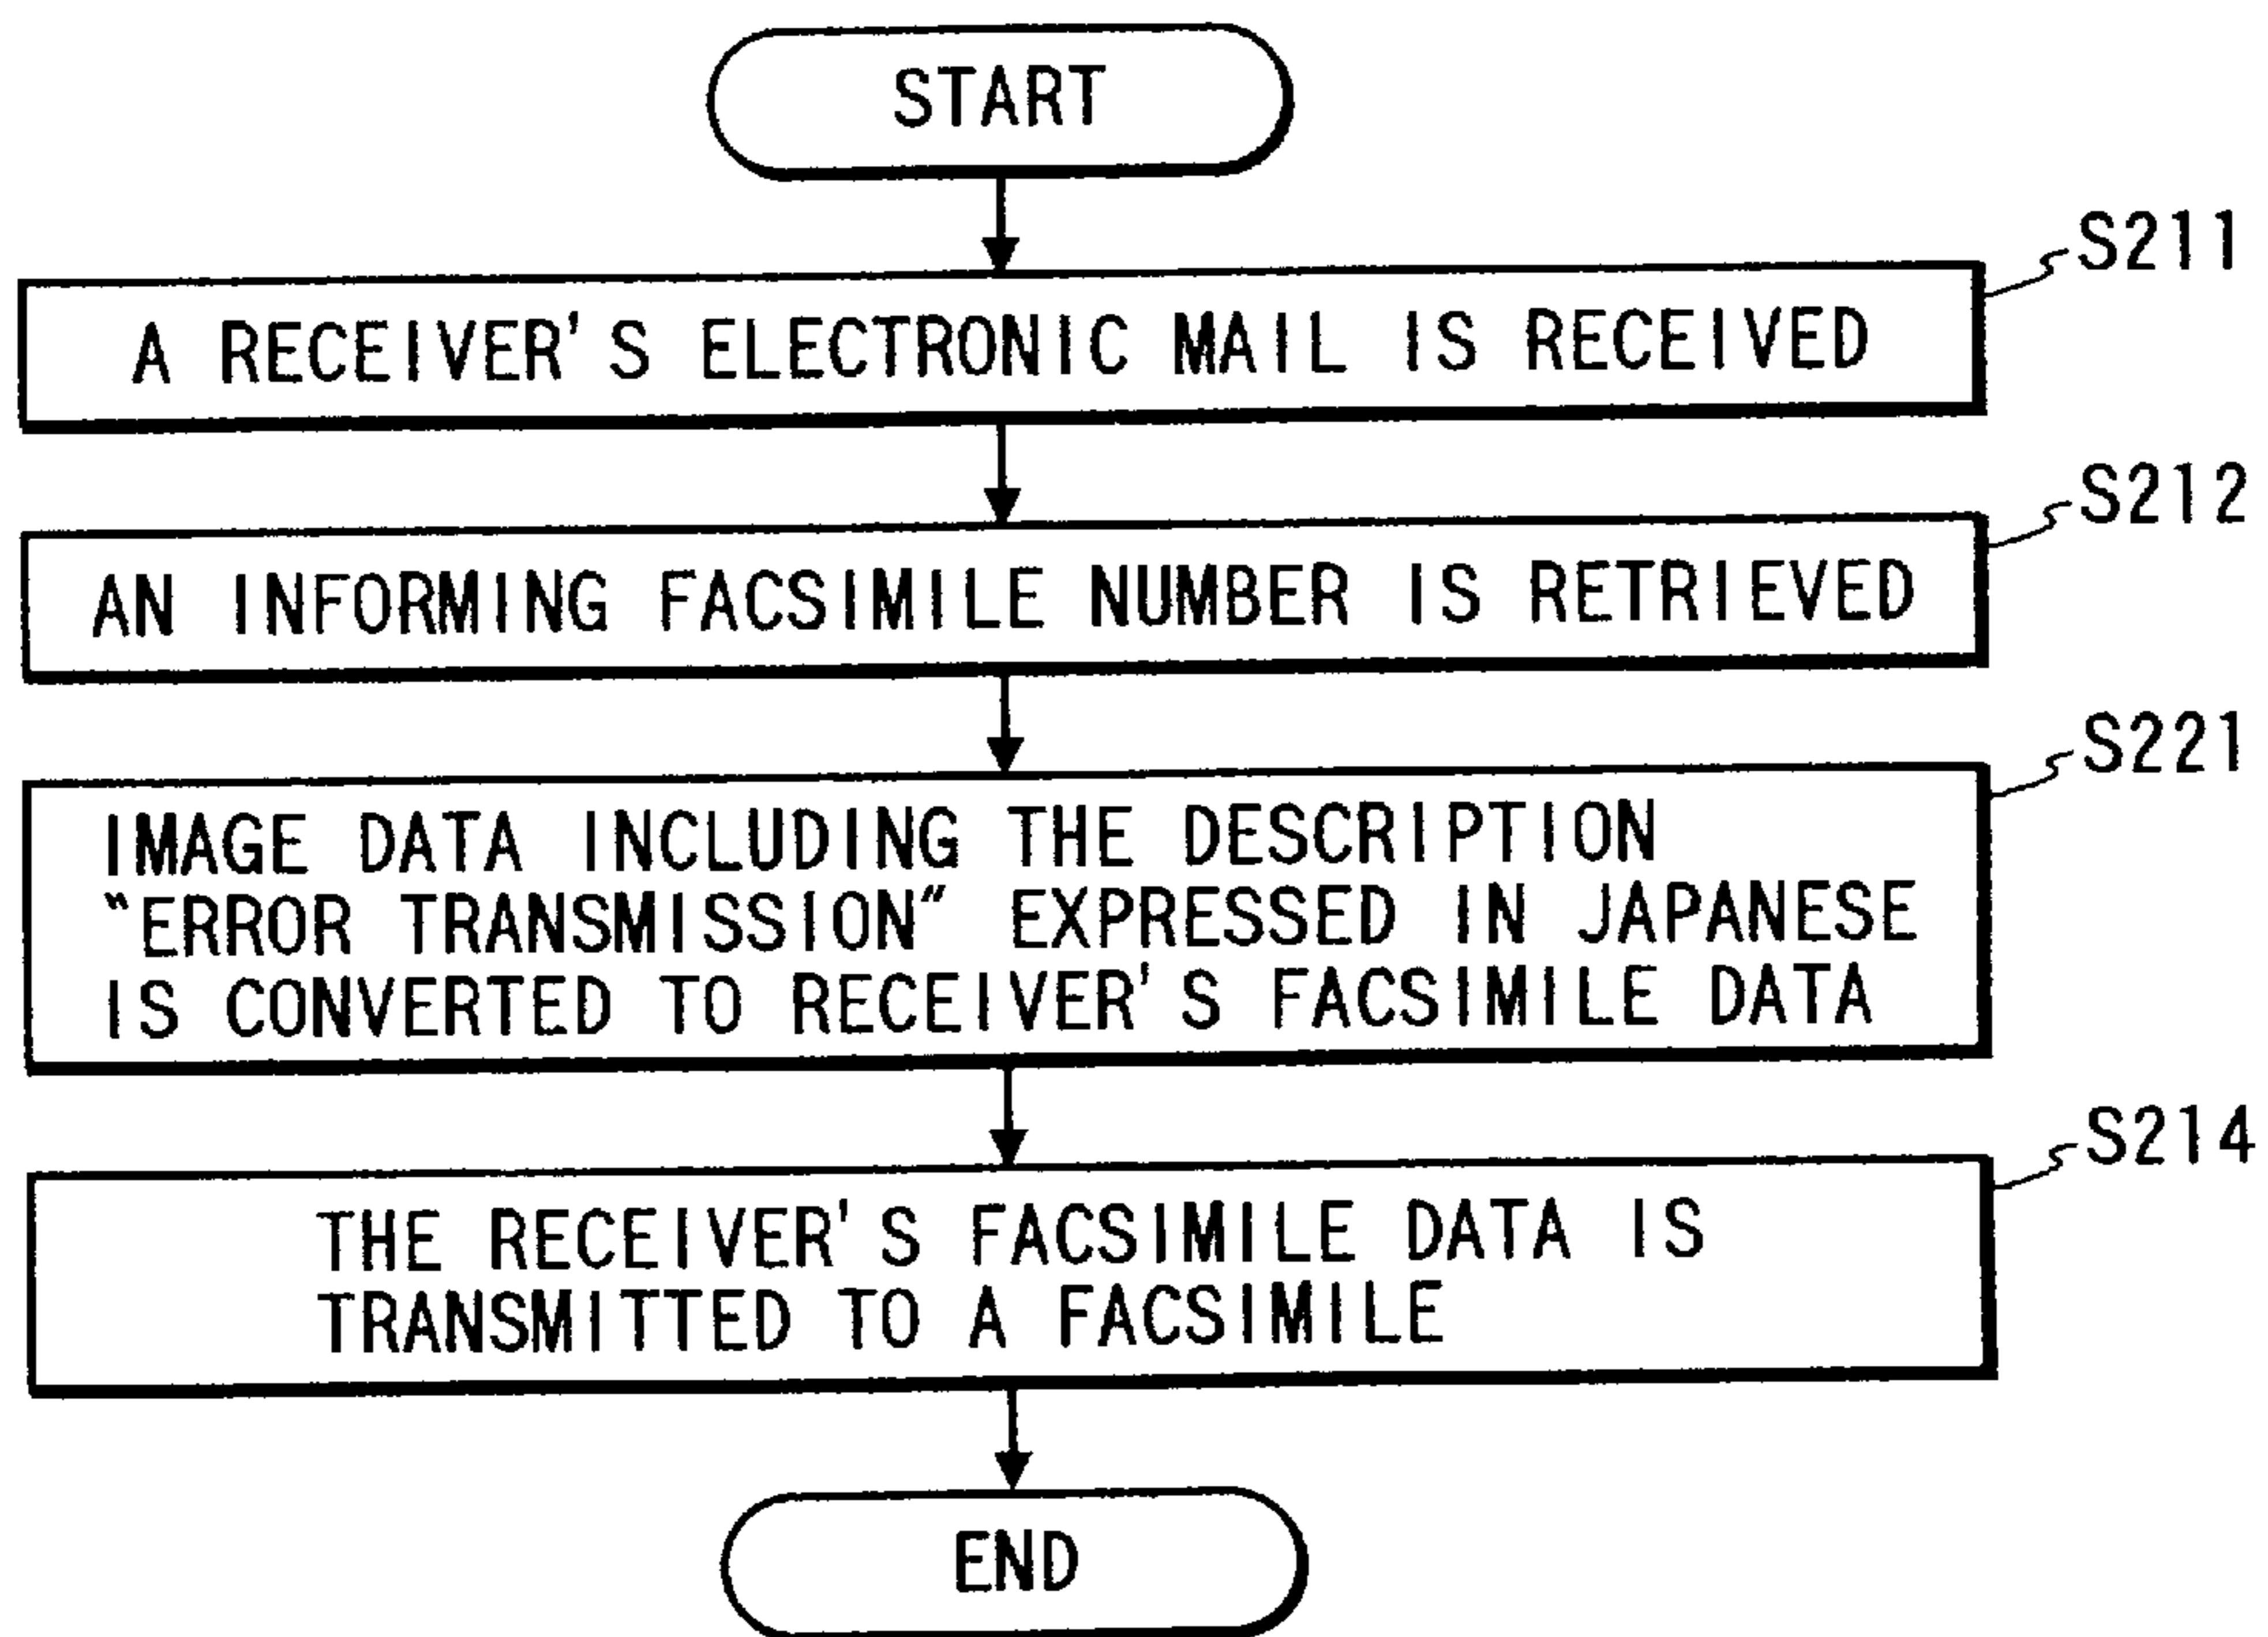 START
S211
A RECEIVER'S ELECTRONIC MAIL IS RECEIVED
S212
AN INFORMING FACSIMILE NUMBER IS RETRIEVED
S221
IMAGE DATA INCLUDING THE DESCRIPTION
“ERROR TRANSMISSION” EXPRESSED IN JAPANESE
IS CONVERTED TO RECEIVER'S FACSIMILE DATA
S214
THE RECEIVER'S FACSIMILE DATA IS
TRANSMITTED TO A FACSIMILE
END